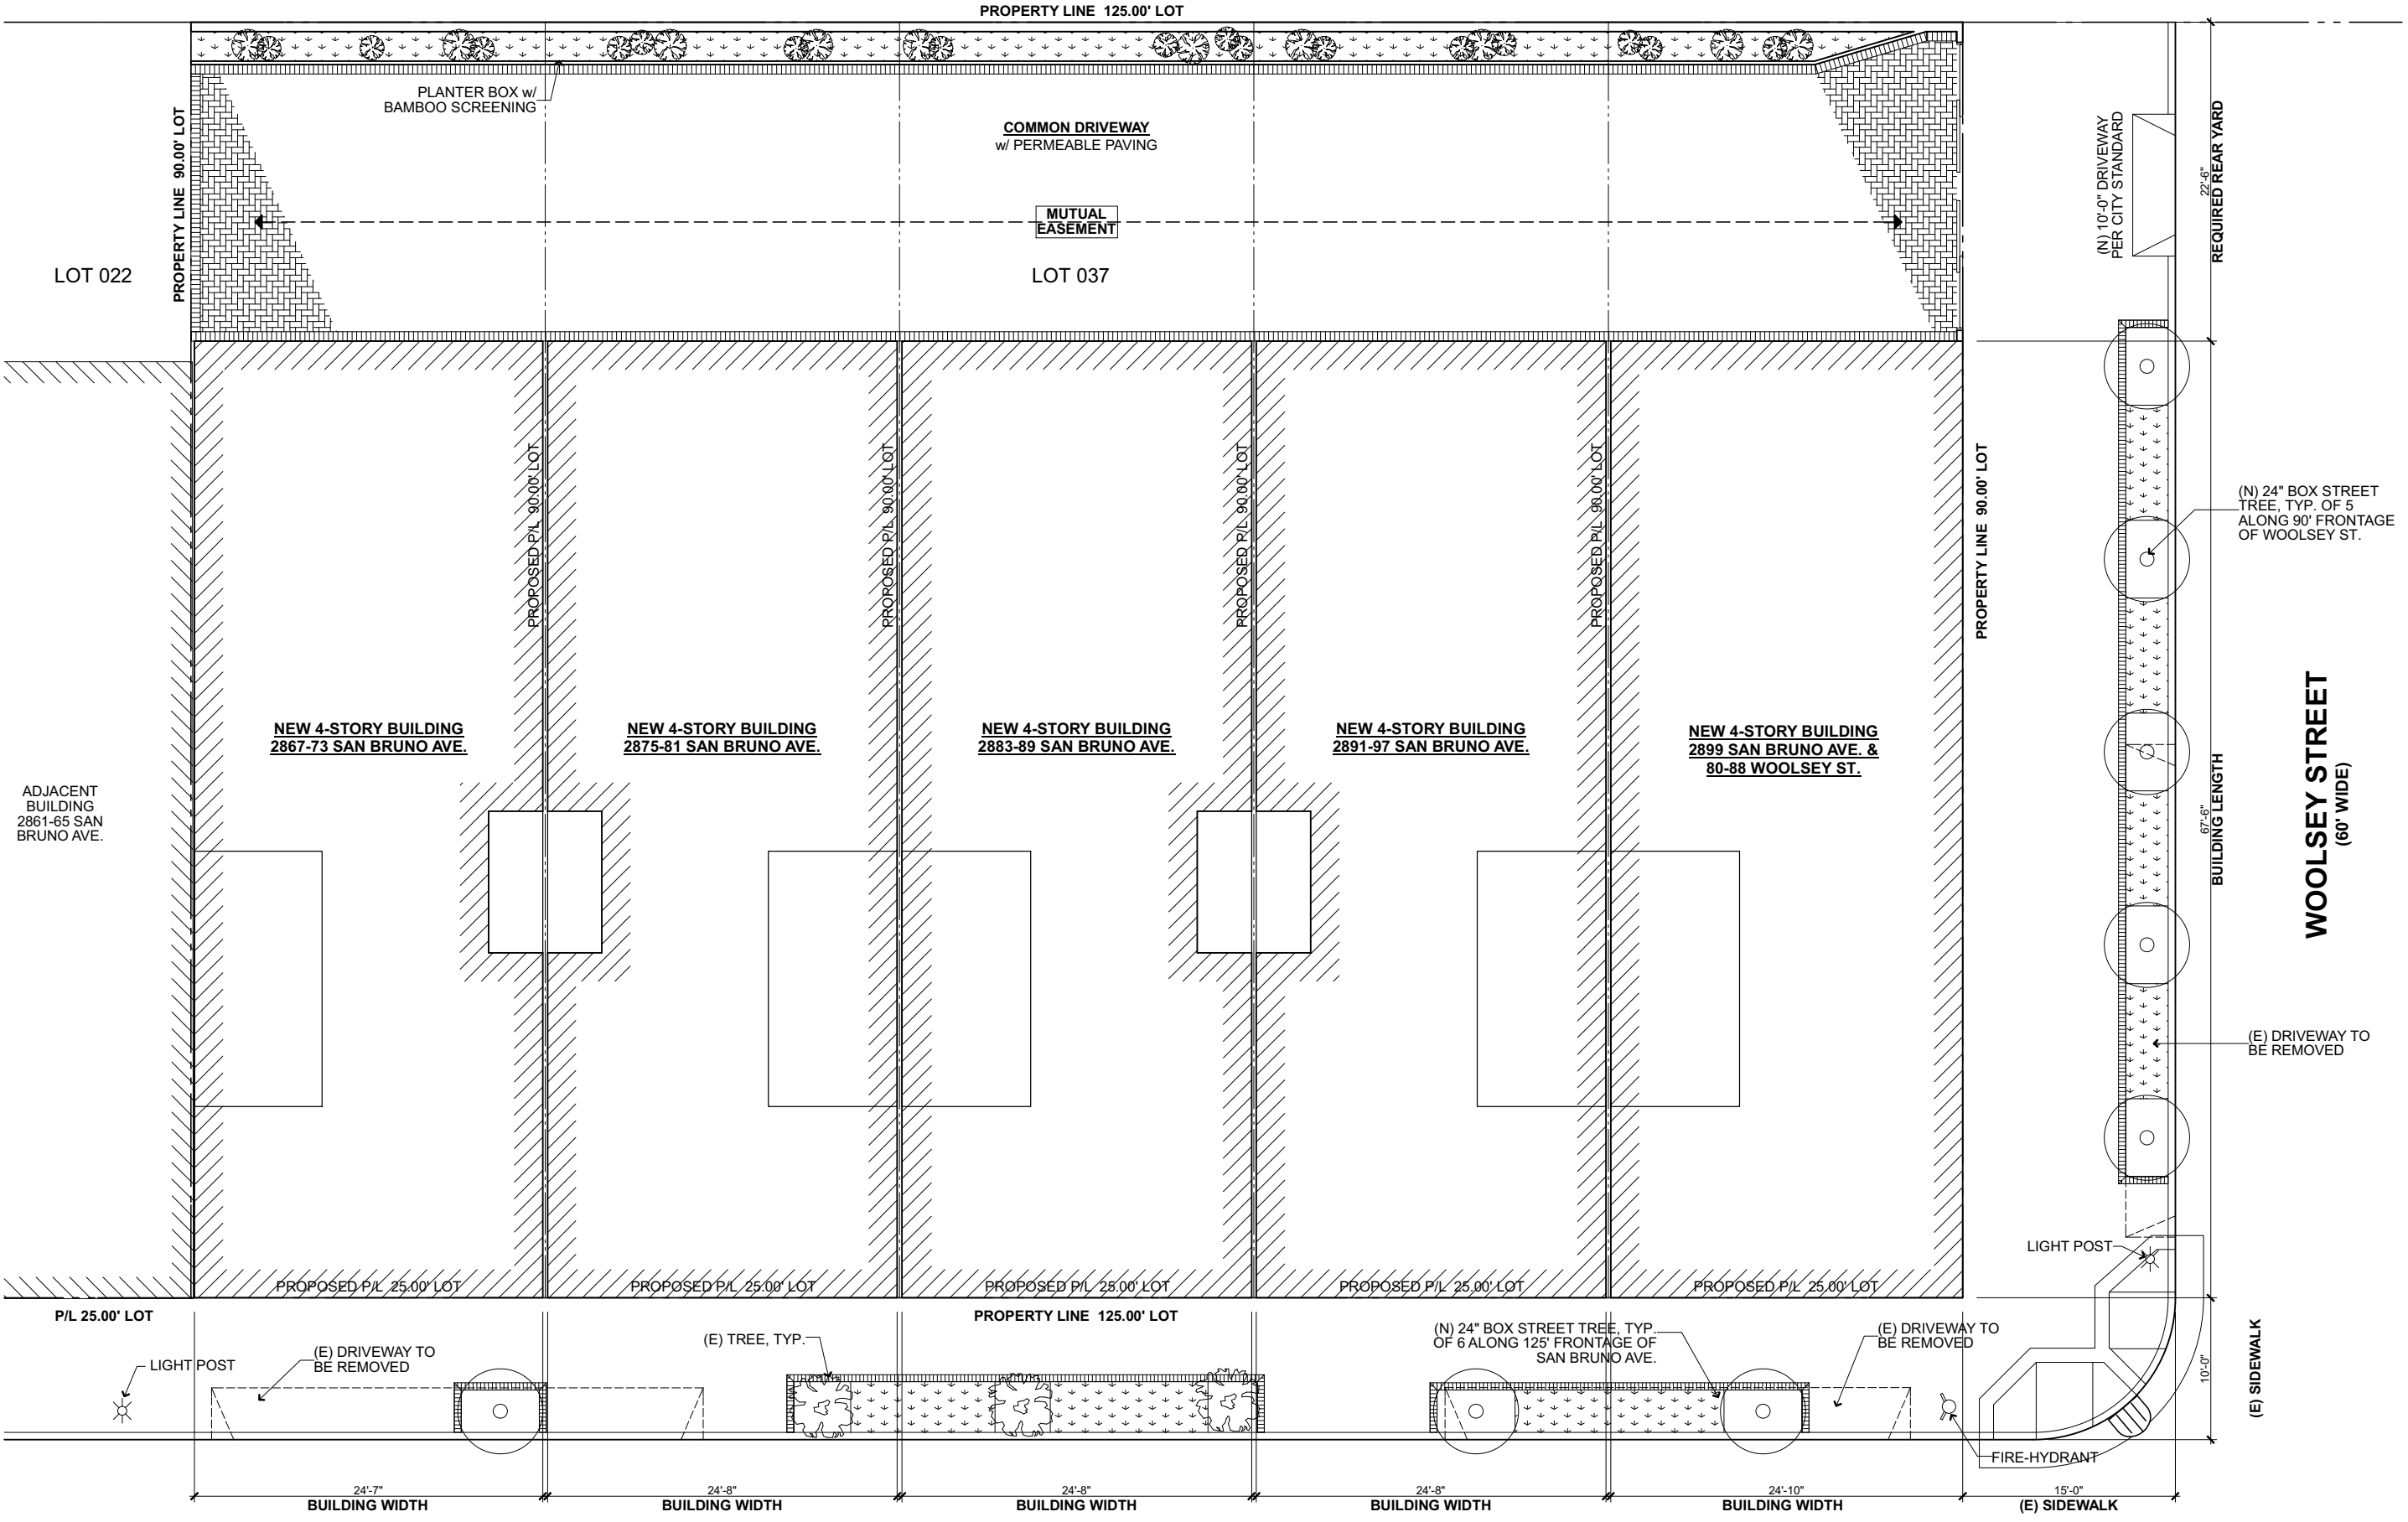 PROPERTY LINE  125.00' LOT
PLANTER BOX w/
BAMBOO SCREENING
COMMON DRIVEWAY
w/ PERMEABLE PAVING
PROPERTY LINE  90.00' LOT
(N) 10'-0" DRIVEWAY
PER CITY STANDARD
22'-6"
REQUIRED REAR YARD
MUTUAL
EASEMENT
LOT 022
LOT 037
PROPOSED P/L  90.00' LOT
PROPOSED P/L  90.00' LOT
PROPOSED P/L  90.00' LOT
PROPOSED P/L  90.00' LOT
PROPERTY LINE  90.00' LOT
(N) 24" BOX STREET
TREE, TYP. OF 5
ALONG 90' FRONTAGE
OF WOOLSEY ST.
NEW 4-STORY BUILDING
2867-73 SAN BRUNO AVE.
NEW 4-STORY BUILDING
2875-81 SAN BRUNO AVE.
NEW 4-STORY BUILDING
2883-89 SAN BRUNO AVE.
NEW 4-STORY BUILDING
2891-97 SAN BRUNO AVE.
NEW 4-STORY BUILDING
2899 SAN BRUNO AVE. &
80-88 WOOLSEY ST.
ADJACENT
BUILDING
2861-65 SAN
BRUNO AVE.
67'-6"
BUILDING LENGTH
WOOLSEY STREET
(60' WIDE)
(E) DRIVEWAY TO
BE REMOVED
LIGHT POST
PROPOSED P/L  25.00' LOT
PROPOSED P/L  25.00' LOT
PROPOSED P/L  25.00' LOT
PROPOSED P/L  25.00' LOT
PROPOSED P/L  25.00' LOT
P/L 25.00' LOT
PROPERTY LINE  125.00' LOT
LIGHT POST
(E) DRIVEWAY TO
BE REMOVED
(E) TREE, TYP.
(N) 24" BOX STREET TREE, TYP.
OF 6 ALONG 125' FRONTAGE OF
SAN BRUNO AVE.
(E) DRIVEWAY TO
BE REMOVED
10'-0"
(E) SIDEWALK
FIRE-HYDRANT
24'-7"
BUILDING WIDTH
24'-8"
BUILDING WIDTH
24'-8"
BUILDING WIDTH
24'-8"
BUILDING WIDTH
24'-10"
BUILDING WIDTH
15'-0"
(E) SIDEWALK